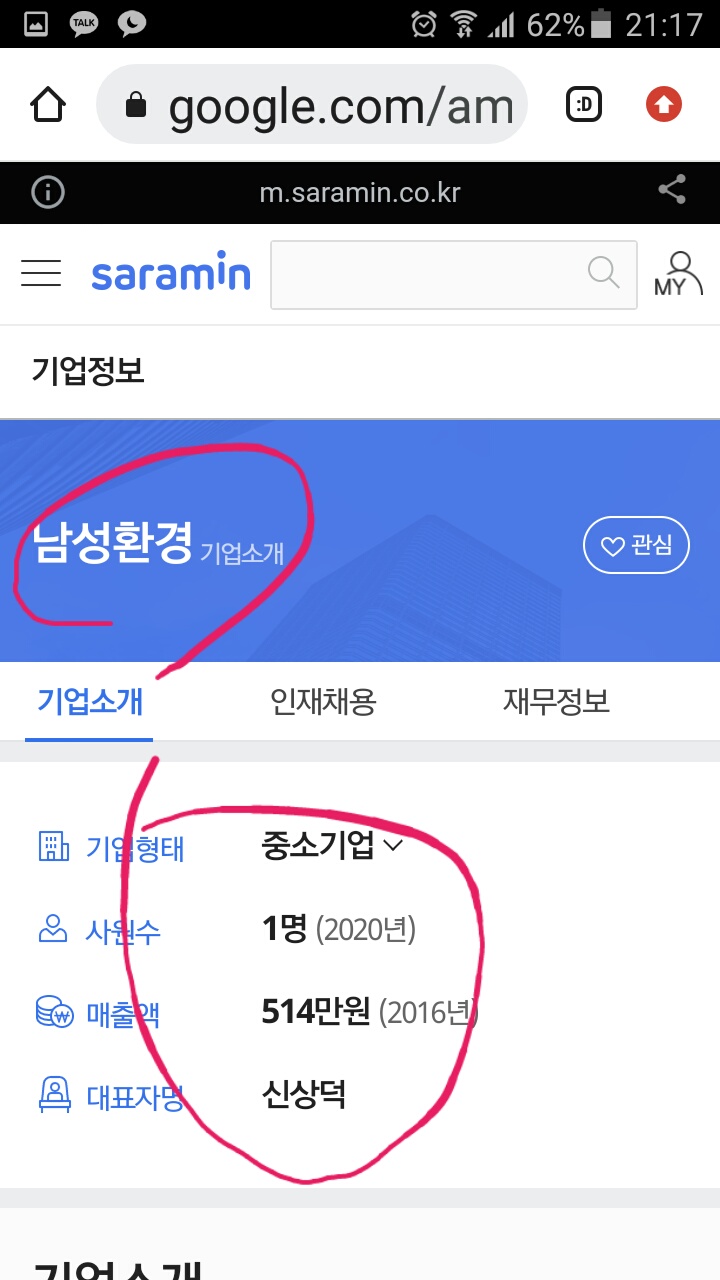 TALK
62% 21:17
google.com/am
:D
m.saramin.co.kr
saramin
MY
기업정보
남성환경 기업소개
관심
기업소개 인재채용 재무정보
기업형태 중소기업
사원수 1명 (2020년)
매출액 514만원 (2016년)
대표자명 신상덕
기업소개